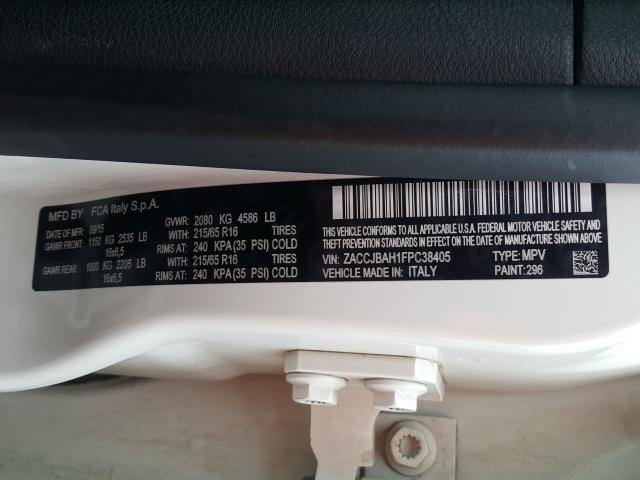 MFD BY FCA Italy S.p.A.
DATE OF MFR 09/15 GVWR: 2080 KG 4586 LB
GAWR FRONT: 1150 KG 2535 LB WITH: 215/65 R16 TIRES
16x6,5 RIMS AT: 240 KPA(35 PSI) COLD
GAWR REAR: 1000 KG 2205 LB WITH: 215/65 R16 TIRES
16x6,5 RIMS AT: 240 KPA(35 PSI) COLD
THIS VEHICLE CONFORMS TO ALL APPLICABLE U.S.A. FEDERAL MOTOR VEHICLE SAFETY AND
THEFT PREVENTION STANDARDS IN EFFECT ON THE DATE OF MANUFACTURE SHOWN ABOVE.
VIN: ZACCJBAH1FPC38405 TYPE: MPV
VEHICLE MADE IN: ITALY PAINT: 296